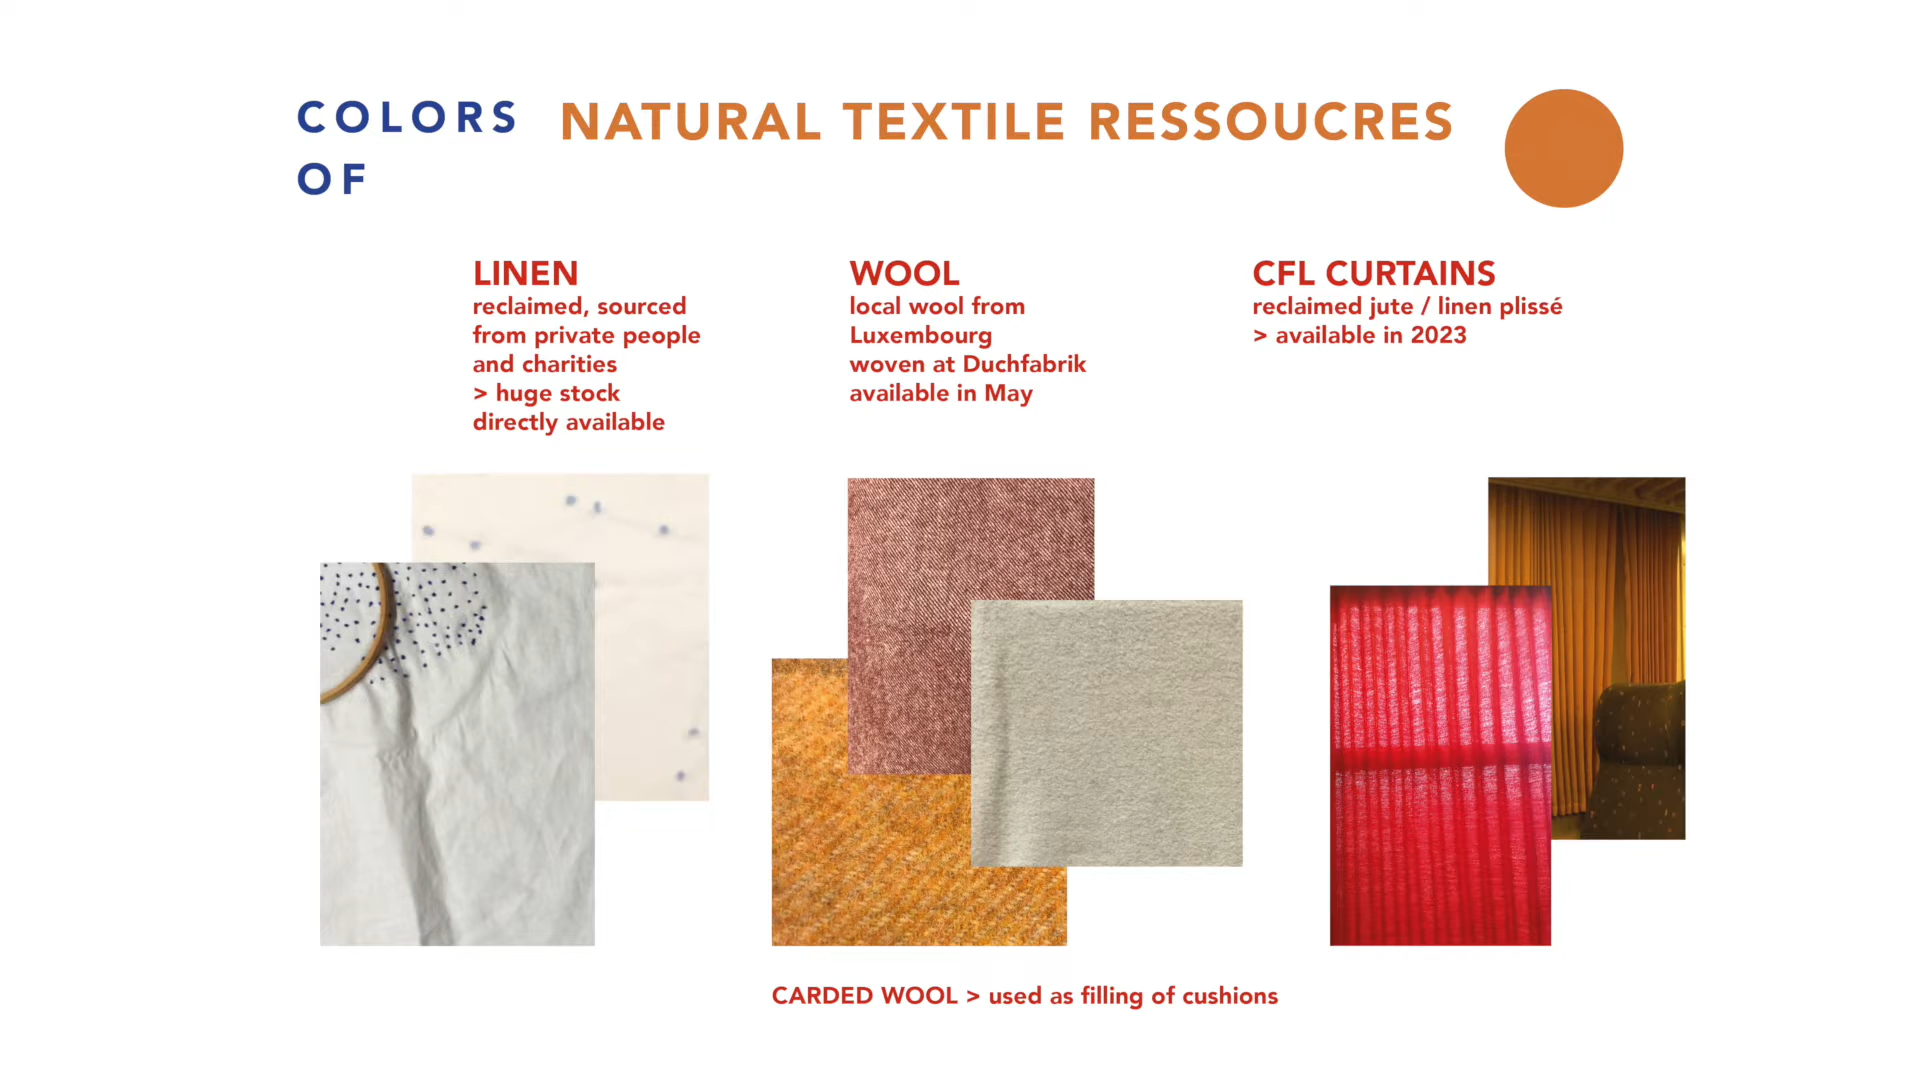 COLORS
OF
NATURAL TEXTILE RESSOUCRES
LINEN
reclaimed, sourced
from private people
and charities
> huge stock
directly available
WOOL
local wool from
Luxembourg
woven at Duchfabrik
available in May
CFL CURTAINS
reclaimed jute / linen plissé
> available in 2023
CARDED WOOL > used as filling of cushions